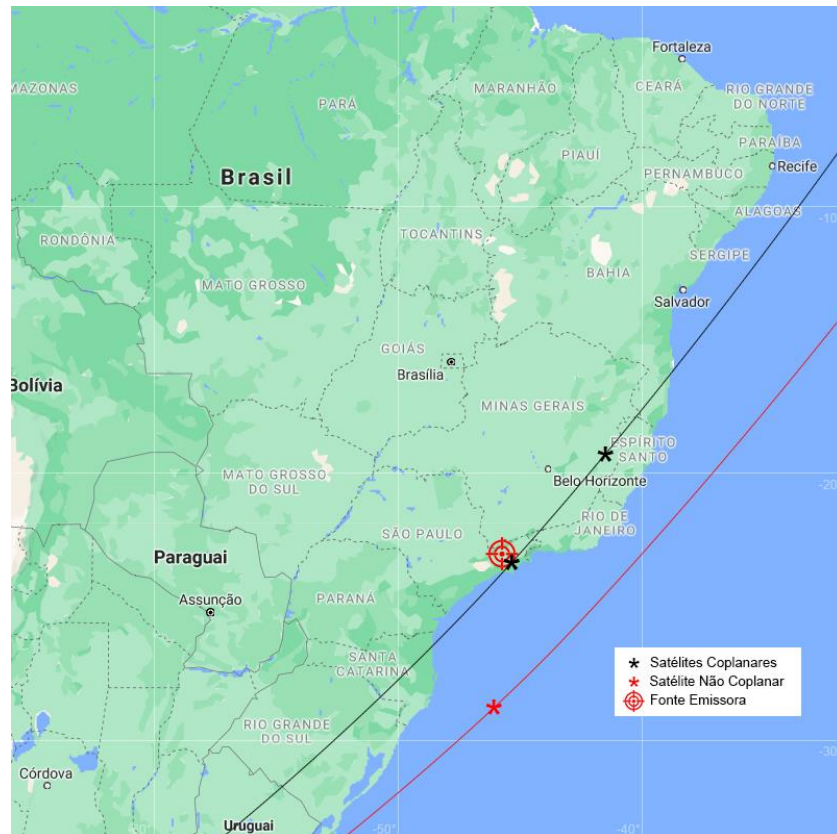 Fortaleza
MAZONAS
MARANHÃO
CEARÁ
RIO GRANDE
DO NORTE
PARÁ
PARAÍBA
Brasil
PIAUÍ
Recife
PERNAMBUCO
-10
ALAGOAS
RONDÔNIA
TOCANTINS
SERGIPE
BAHIA
MATO GROSSO
Salvador
GOIÁS
Brasília
Bolívia
MINAS GERAIS
ESPÍRITO
SANTO
MATO GROSSO
DO SUL
Belo Horizonte
-20
RIO DE
JANEIRO
SÃO PAULO
Paraguai
Assunção
PARANÁ
SANTA
CATARINA
Satélites Coplanares
Satélite Não Coplanar
Fonte Emissora
RIO GRANDE
DO SUL
-30
Córdova
Uruguai
-60
-50
-40